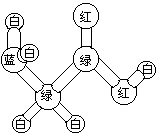 白 红
蓝 白 绿 白
绿 红
白 白